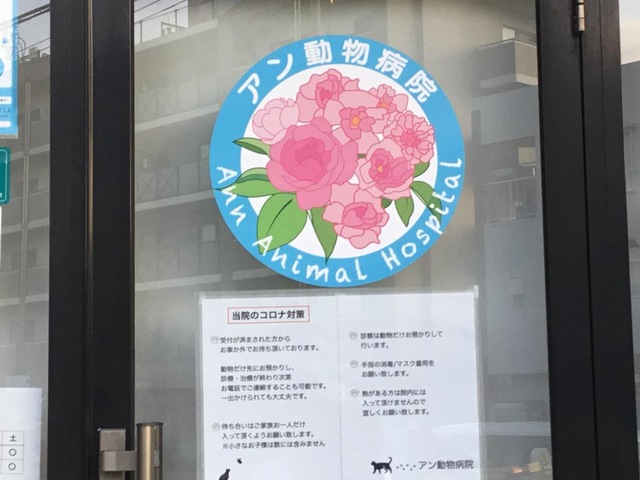 アン動物病院
Ann Animal Hospital
当院のコロナ対策
受付が済まされた方から
お車か外でお待ち頂いております。
動物だけ先にお預かりし、
診療・治療が終わり次第
お電話でご連絡することも可能です。
一出かけられても大丈夫です。
待ち合いはご家族お一人だけ
入って頂くようお願い致します。
※小さなお子様は数には含みません
診療は動物だけお預かりして
行います。
手指の消毒/マスク着用を
お願い致します。
熱がある方は院内には
入って頂けませんので
宜しくお願い致します。
アン動物病院
土
〇
〇